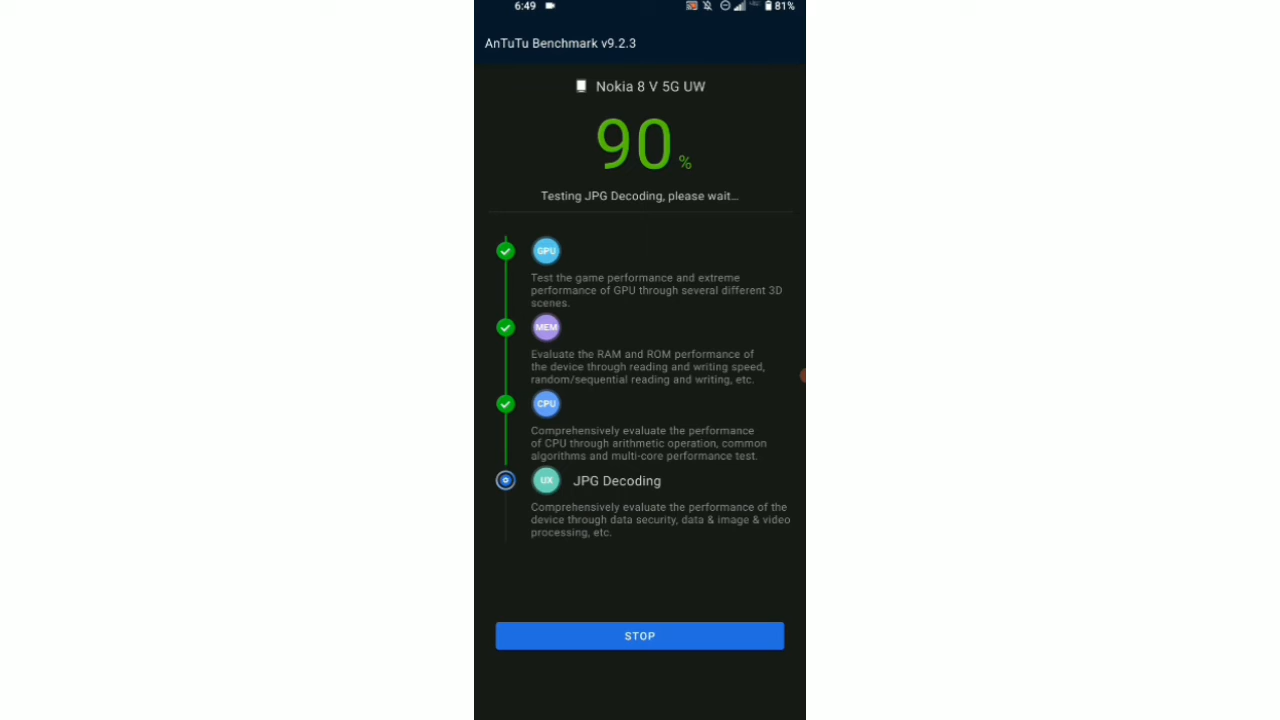 6:49 81%
AnTuTu Benchmark v9.2.3
Nokia 8 V 5G UW
90 %
Testing JPG Decoding, please wait...
GPU
Test the game performance and extreme
performance of GPU through several different 3D
scenes.
MEM
Evaluate the RAM and ROM performance of
the device through reading and writing speed,
random/sequential reading and writing, etc.
CPU
Comprehensively evaluate the performance
of CPU through arithmetic operation, common
algorithms and multi-core performance test.
UX JPG Decoding
Comprehensively evaluate the performance of the
device through data security, data & image & video
processing, etc.
STOP